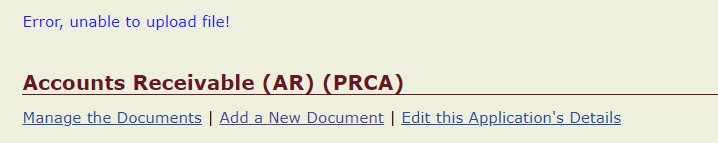 Error, unable to upload file!
Accounts Receivable (AR) (PRCA)
Manage the Documents | Add a New Document | Edit this Application's Details